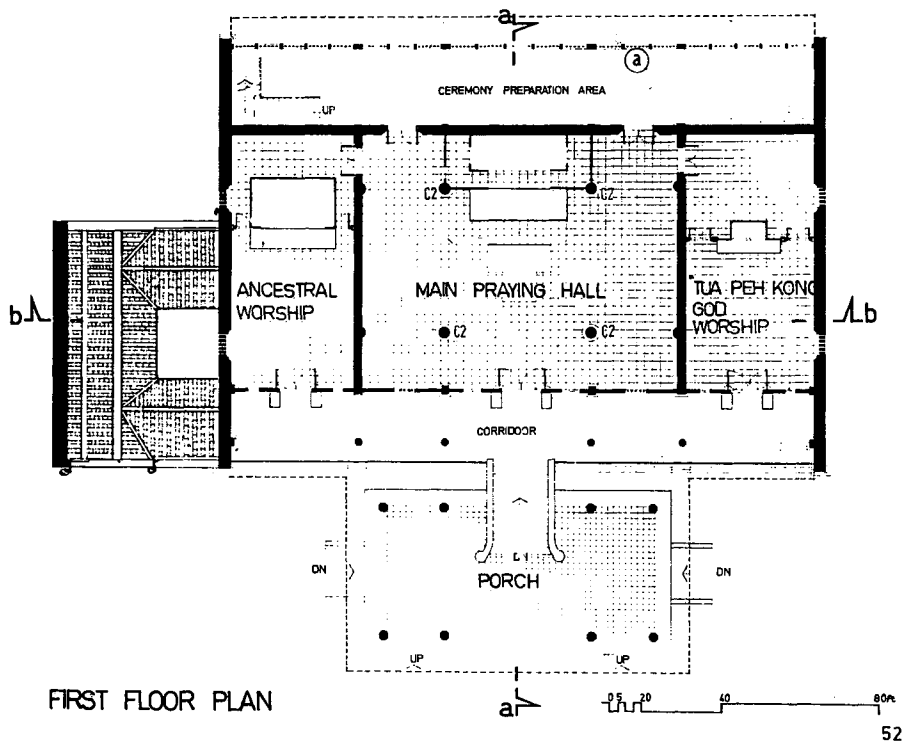 a
a
CEREMONY PREPARATION AREA
UP
C2
C2
ANCESTRAL
WORSHIP
MAIN PRAYING HALL
TUA PEH KONG
GOD
WORSHIP
b
b
C2
C2
CORRIDOOR
DN
DN
DN
PORCH
UP
UP
FIRST FLOOR PLAN
a
0 5 20 40 80ft
52